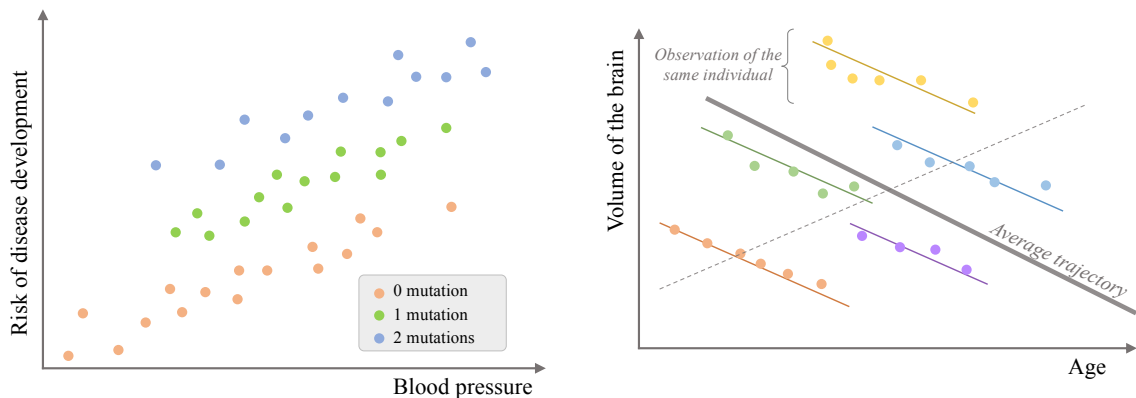 Risk of disease development
0 mutation
1 mutation
2 mutations
Blood pressure
Volume of the brain
Observation of the
same individual
Average trajectory
Age